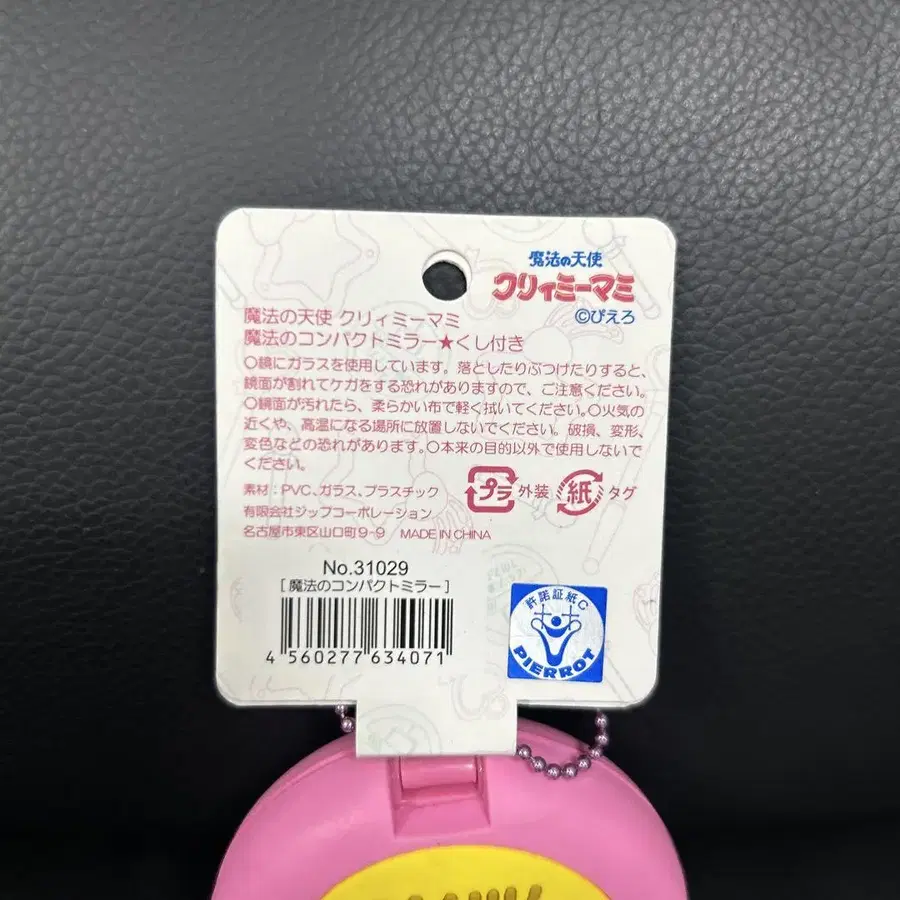 魔法の天使
クリィミーマミ
©ぴえろ
魔法の天使 クリィミーマミ
魔法のコンパクトミラー★くし付き
〇鏡にガラスを使用しています。落としたりぶつけたりすると、
鏡面が割れてケガをする恐れがありますので、ご注意ください。
〇鏡面が汚れたら、柔らかい布で軽く拭いてください。〇火気の
近くや、高温になる場所に放置しないでください。破損、変形、
変色などの恐れがあります。〇本来の目的以外で使用しないで
ください。
素材：PVC、ガラス、プラスチック
プラ 外装 紙 タグ
有限会社ジップコーポレーション
名古屋市東区山口町9-9 MADE IN CHINA
No.31029
[魔法のコンパクトミラー]
4 560277 634071
許諾証紙C
PIERROT